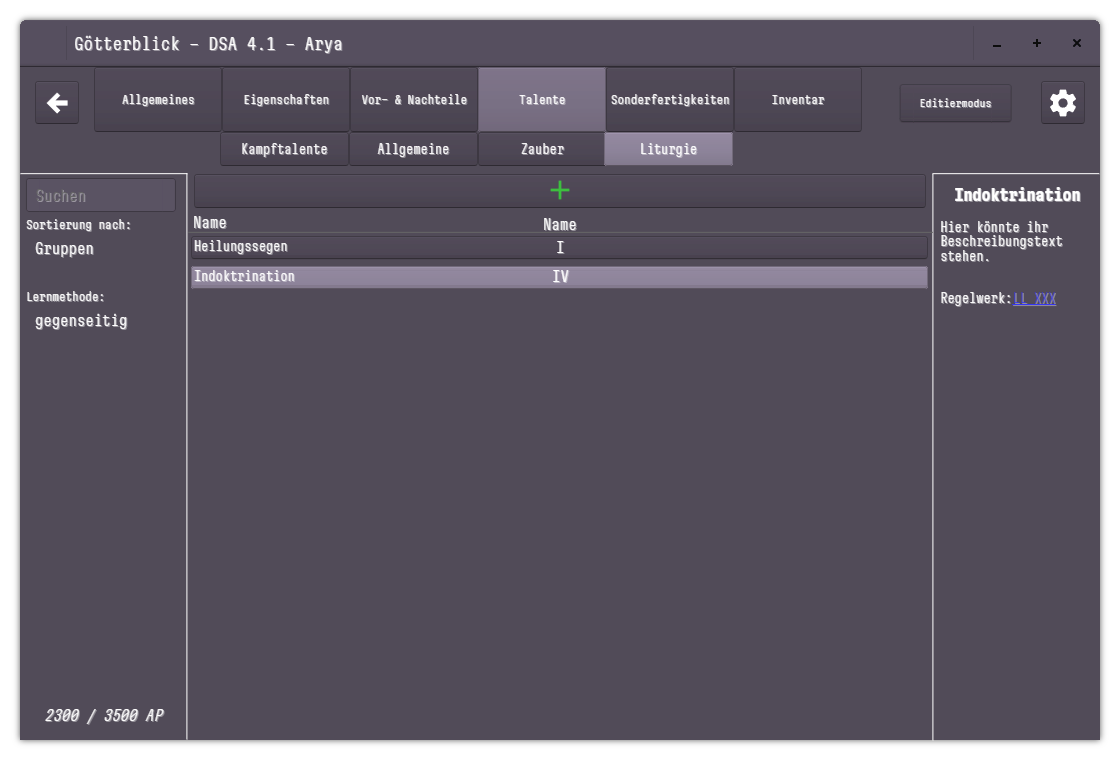 Götterblick - DSA 4.1 - Arya
Allgemeines Eigenschaften Vor- & Nachteile Talente Sonderfertigkeiten Inventar Editiermodus
Kampftalente Allgemeine Zauber Liturgie
Suchen
Sortierung nach:
Gruppen
Lernmethode:
gegenseitig
2300 / 3500 AP
Name Name
Heilungssegen I
Indoktrination IV
Indoktrination
Hier könnte ihr
Beschreibungstext
stehen.
Regelwerk: LL XXX